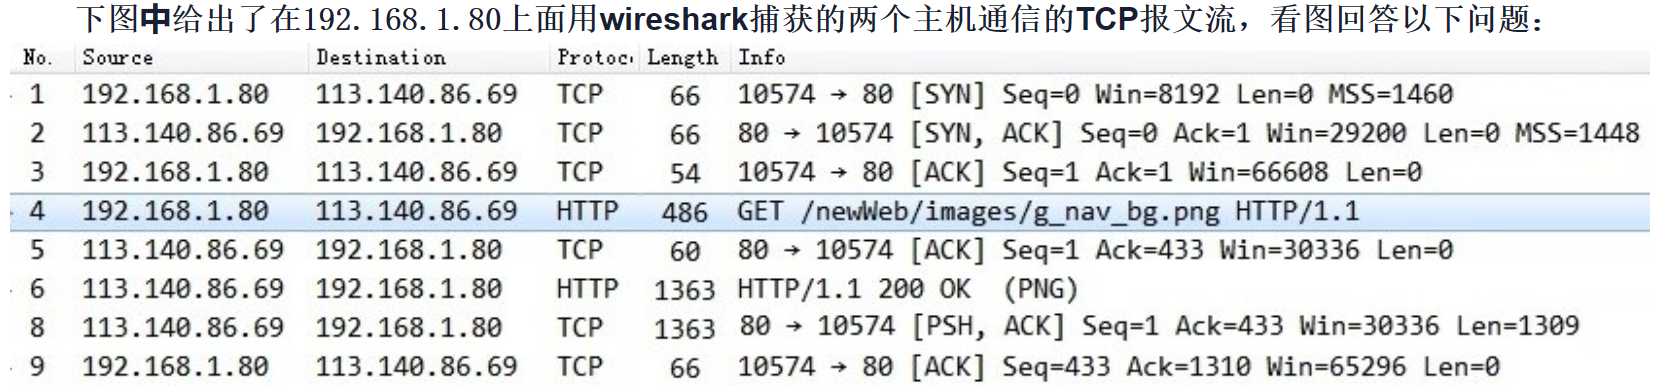 下图中给出了在192.168.1.80上面用wireshark捕获的两个主机通信的TCP报文流，看图回答以下问题：
No. Source Destination Protoc Length Info
1 192.168.1.80 113.140.86.69 TCP 66 10574 → 80 [SYN] Seq=0 Win=8192 Len=0 MSS=1460
2 113.140.86.69 192.168.1.80 TCP 66 80 → 10574 [SYN, ACK] Seq=0 Ack=1 Win=29200 Len=0 MSS=1448
3 192.168.1.80 113.140.86.69 TCP 54 10574 → 80 [ACK] Seq=1 Ack=1 Win=66608 Len=0
4 192.168.1.80 113.140.86.69 HTTP 486 GET /newWeb/images/g_nav_bg.png HTTP/1.1
5 113.140.86.69 192.168.1.80 TCP 60 80 → 10574 [ACK] Seq=1 Ack=433 Win=30336 Len=0
6 113.140.86.69 192.168.1.80 HTTP 1363 HTTP/1.1 200 OK (PNG)
8 113.140.86.69 192.168.1.80 TCP 1363 80 → 10574 [PSH, ACK] Seq=1 Ack=433 Win=30336 Len=1309
9 192.168.1.80 113.140.86.69 TCP 66 10574 → 80 [ACK] Seq=433 Ack=1310 Win=65296 Len=0